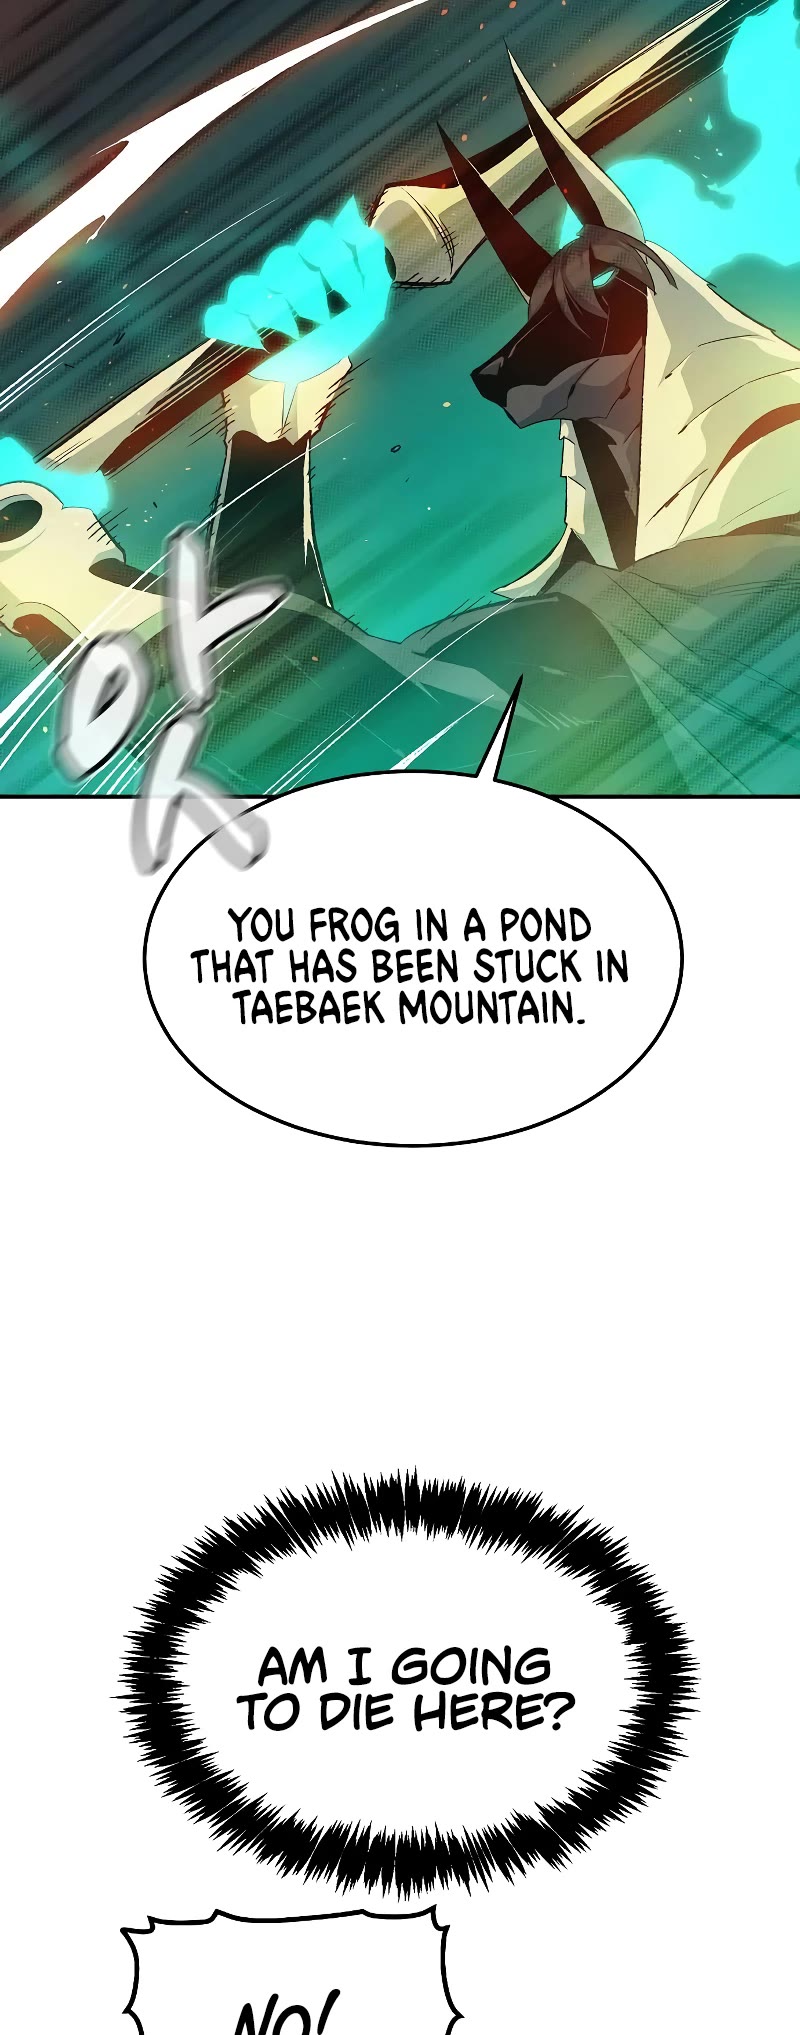 YOU FROG IN A POND
THAT HAS BEEN STUCK IN
TAEBAEK MOUNTAIN.
AM I GOING
TO DIE HERE?
NO!